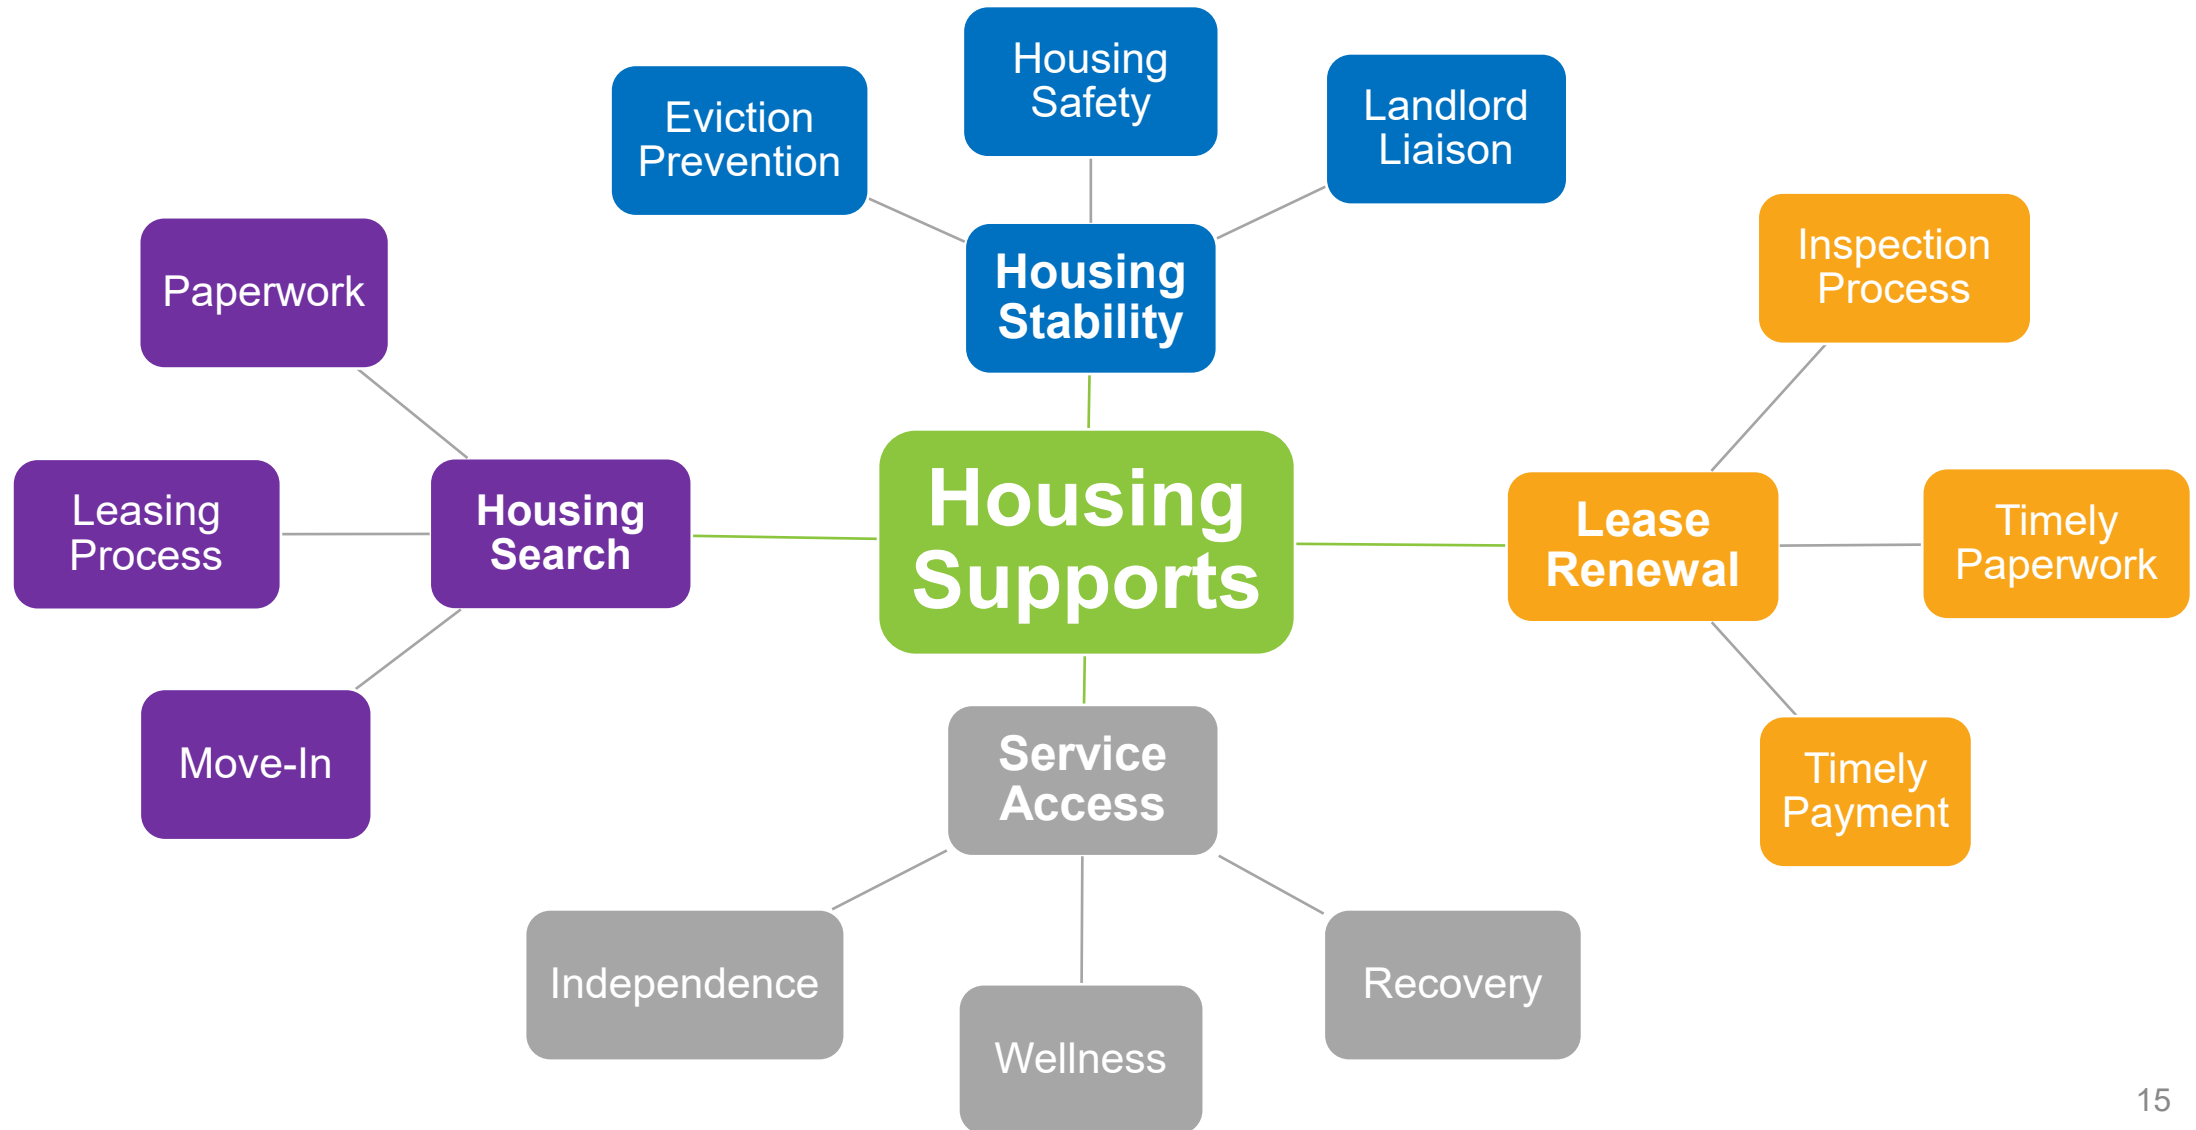 Housing
Safety
Eviction
Prevention
Landlord
Liaison
Housing
Stability
Inspection
Process
Paperwork
Leasing
Process
Housing
Search
Housing
Supports
Lease
Renewal
Timely
Paperwork
Move-In
Service
Access
Timely
Payment
Independence
Wellness
Recovery
15